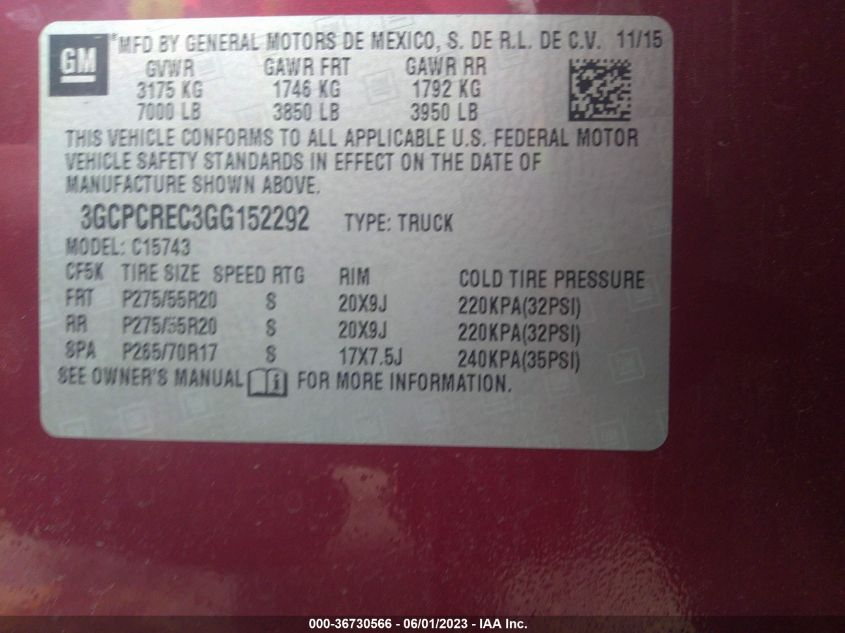 GM
*MFD BY GENERAL MOTORS DE MEXICO, S. DE R.L. DE C.V. 11/15
GVWR GAWR FRT GAWR RR
3175 KG 1746 KG 1792 KG
7000 LB 3850 LB 3950 LB
THIS VEHICLE CONFORMS TO ALL APPLICABLE U.S. FEDERAL MOTOR
VEHICLE SAFETY STANDARDS IN EFFECT ON THE DATE OF
MANUFACTURE SHOWN ABOVE.
3GCPCREC3GG152292 TYPE: TRUCK
MODEL: C15743
CF5K TIRE SIZE SPEED RTG RIM COLD TIRE PRESSURE
FRT P275/55R20 S 20X9J 220KPA(32PSI)
RR P275/55R20 S 20X9J 220KPA(32PSI)
SPA P265/70R17 S 17X7.5J 240KPA(35PSI)
SEE OWNER'S MANUAL FOR MORE INFORMATION.
000-36730566 - 06/01/2023 - IAA Inc.